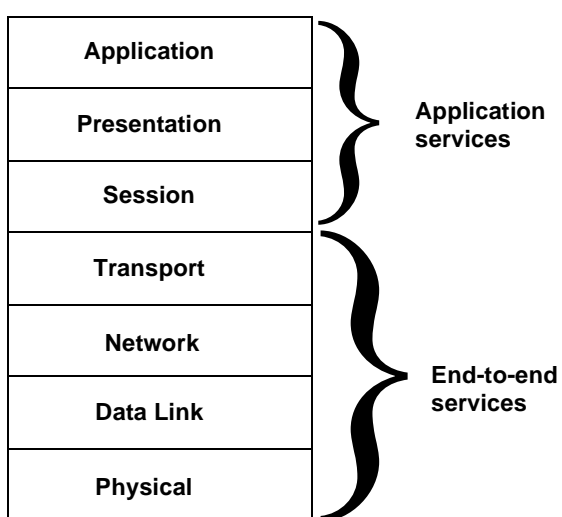 Application
Presentation
Session
Transport
Network
Data Link
Physical
Application
services
End-to-end
services